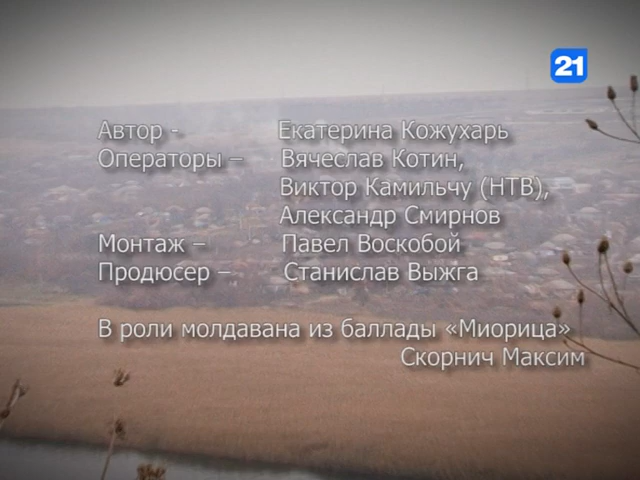 21
Автор - Екатерина Кожухарь
Операторы – Вячеслав Котин,
Виктор Камильчу (НТВ),
Александр Смирнов
Монтаж – Павел Воскобой
Продюсер – Станислав Выжга
В роли молдавана из баллады «Миорица»
Скорнич Максим